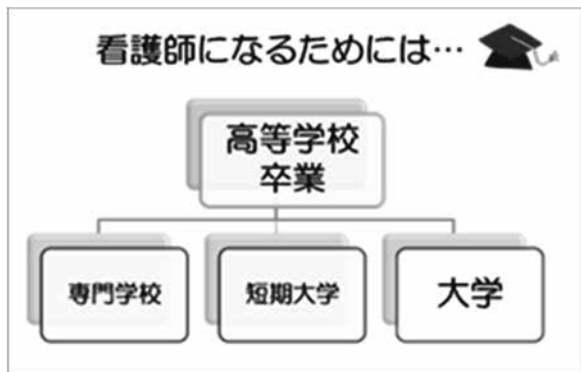 看護師になるためには…
高等学校
卒業
専門学校
短期大学
大学